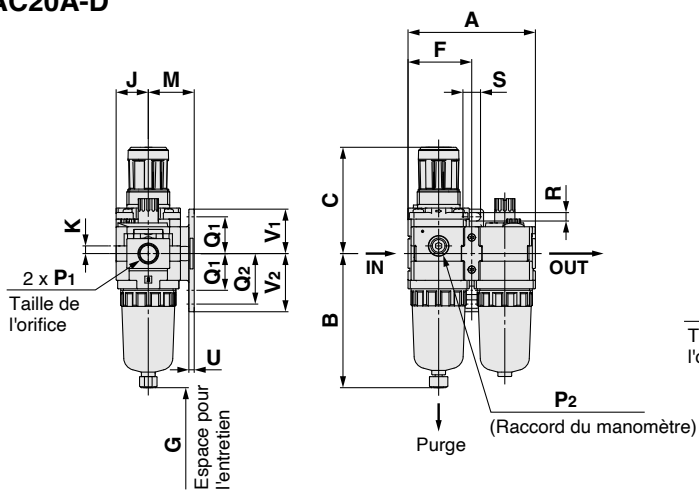 AC20A-D
A
F
S
J
M
C
R
K
Q1
V1
Q1
Q2
V2
2 x P1
Taille de
l'orifice
IN
OUT
B
U
G
Espace pour
l'entretien
P2
(Raccord du manomètre)
Purge